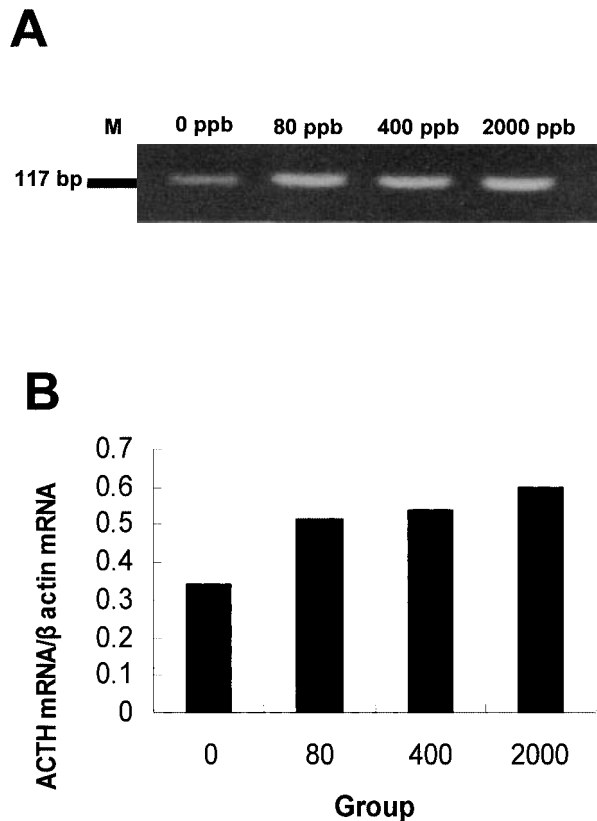 A
M 0 ppb 80 ppb 400 ppb 2000 ppb
117 bp
B
ACTH mRNA/β actin mRNA
0.7
0.6
0.5
0.4
0.3
0.2
0.1
0
0 80 400 2000
Group